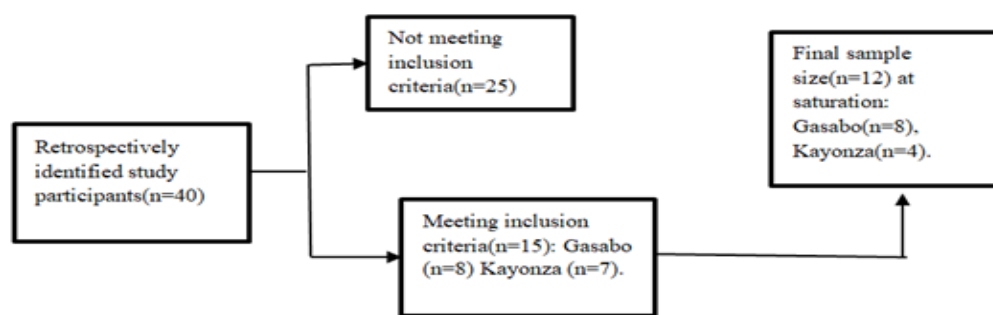 Not meeting
inclusion
criteria(n=25)
Final sample
size(n=12) at
saturation:
Gasabo(n=8),
Kayonza(n=4).
Retrospectively
identified study
participants(n=40)
Meeting inclusion
criteria(n=15): Gasabo
(n=8) Kayonza (n=7).